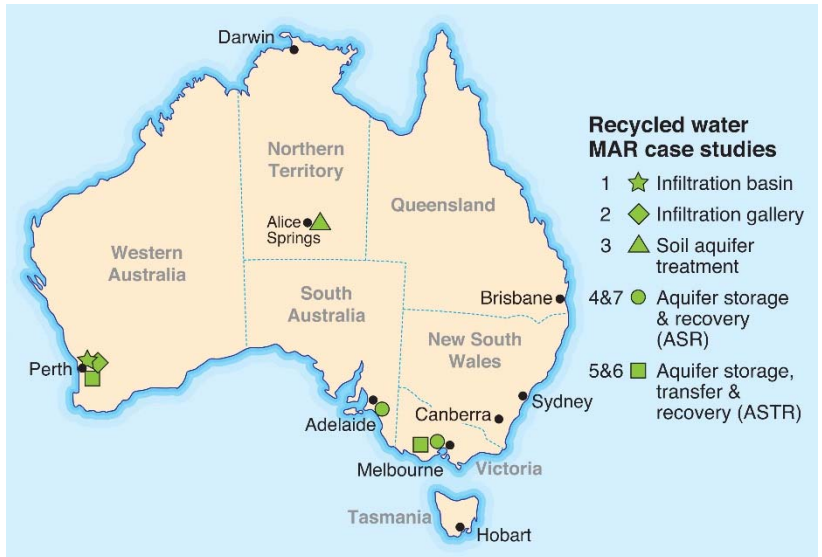 Darwin
Northern
Territory
Queensland
Alice
Springs
Western
Australia
South
Australia
Brisbane
New South
Wales
Perth
Adelaide
Canberra
Sydney
Melbourne
Victoria
Tasmania
Hobart
Recycled water
MAR case studies
1 Infiltration basin
2 Infiltration gallery
3 Soil aquifer
treatment
4&7 Aquifer storage
& recovery
(ASR)
5&6 Aquifer storage,
transfer &
recovery (ASTR)